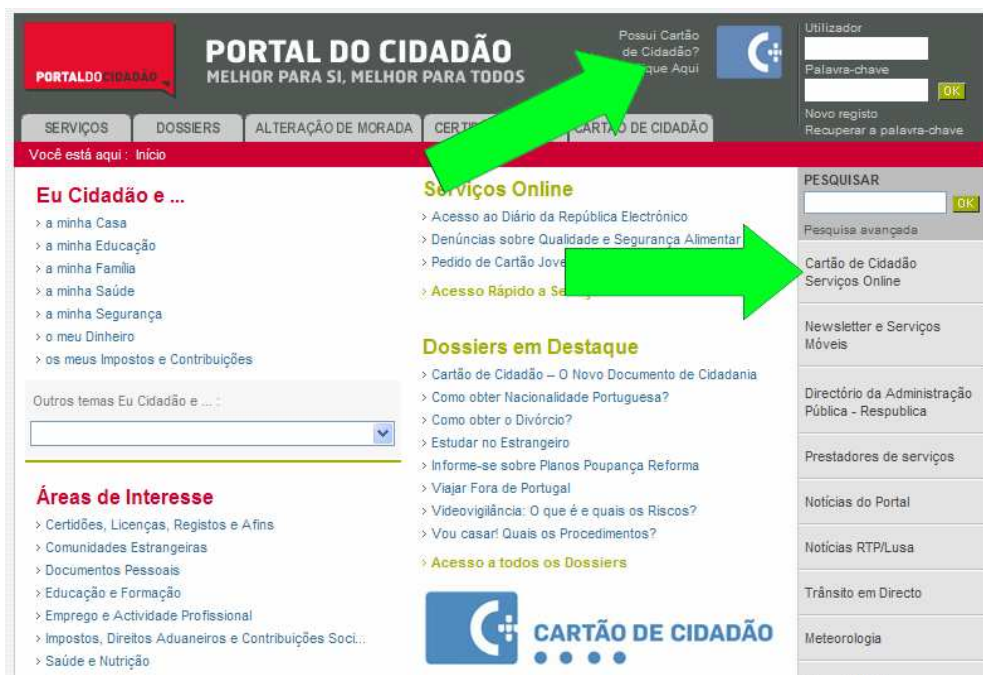 PORTALDOCIDADÃO
PORTAL DO CIDADÃO
MELHOR PARA SI, MELHOR PARA TODOS
Possui Cartão
de Cidadão?
Aqui
Utilizador
Palavra-chave
OK
Novo registo
Recuperar a palavra-chave
SERVIÇOS
DOSSIERS
ALTERAÇÃO DE MORADA
CARTÃO DE CIDADÃO
Você está aqui : Início
Eu Cidadão e ...
› a minha Casa
› a minha Educação
› a minha Família
› a minha Saúde
› a minha Segurança
› o meu Dinheiro
› os meus Impostos e Contribuições
Outros temas Eu Cidadão e ... :
Áreas de Interesse
› Certidões, Licenças, Registos e Afins
› Comunidades Estrangeiras
› Documentos Pessoais
› Educação e Formação
› Emprego e Actividade Profissional
› Impostos, Direitos Aduaneiros e Contribuições Soci...
› Saúde e Nutrição
Serviços Online
› Acesso ao Diário da República Electrónico
› Denúncias sobre Qualidade e Segurança Alimentar
› Pedido de Cartão
› Acesso Rápido a
Dossiers em Destaque
› Cartão de Cidadão – O Novo Documento de Cidadania
› Como obter Nacionalidade Portuguesa?
› Como obter o Divórcio?
› Estudar no Estrangeiro
› Informe-se sobre Planos Poupança Reforma
› Viajar Fora de Portugal
› Videovigilância: O que é e quais os Riscos?
› Vou casar! Quais os Procedimentos?
› Acesso a todos os Dossiers
CARTÃO DE CIDADÃO
PESQUISAR
OK
Pesquisa avançada
Cartão de Cidadão
Serviços Online
Newsletter e Serviços
Móveis
Directório da Administração
Pública - Respublica
Prestadores de serviços
Notícias do Portal
Notícias RTP/Lusa
Trânsito em Directo
Meteorologia